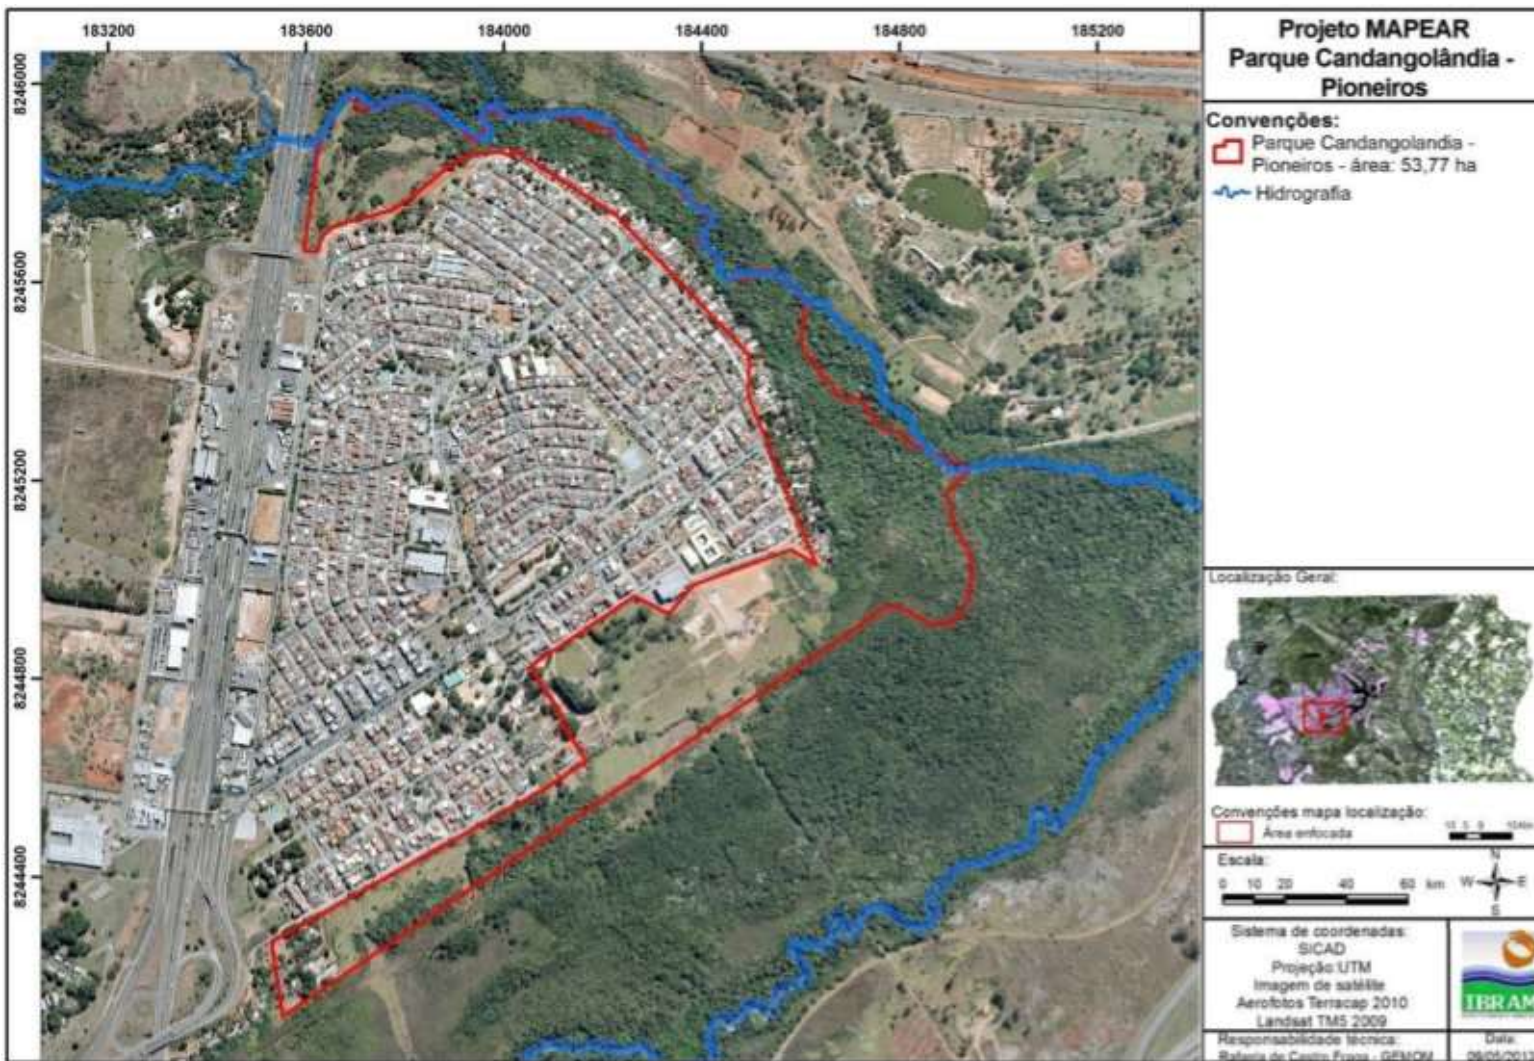 183200 183600 184000 184400 184800 185200
8246000
8245600
8245200
8244800
8244400
Projeto MAPEAR
Parque Candangolândia -
Pioneiros
Convenções:
Parque Candangolandia -
Pioneiros - área: 53,77 ha
Hidrografia
Localização Geral:
Convenções mapa localização:
Área enfocada
Escala:
0 10 20 40 60 km
N
W E
S
Sistema de coordenadas:
SICAD
Projeção:UTM
Imagem de satélite
Aerofotos Terracap 2010
Landsat TM5 2009
IBRAM
Responsabilidade técnica:
Data: